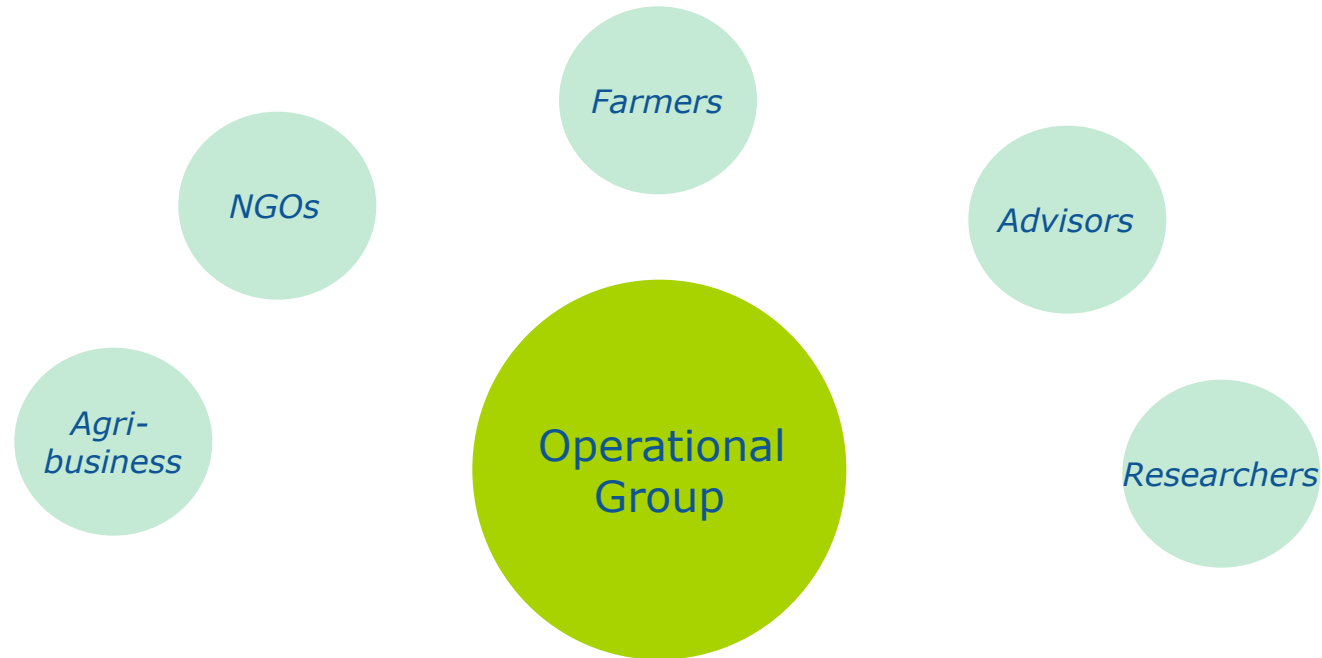 Farmers
NGOs
Advisors
Agri-
business
Operational
Group
Researchers